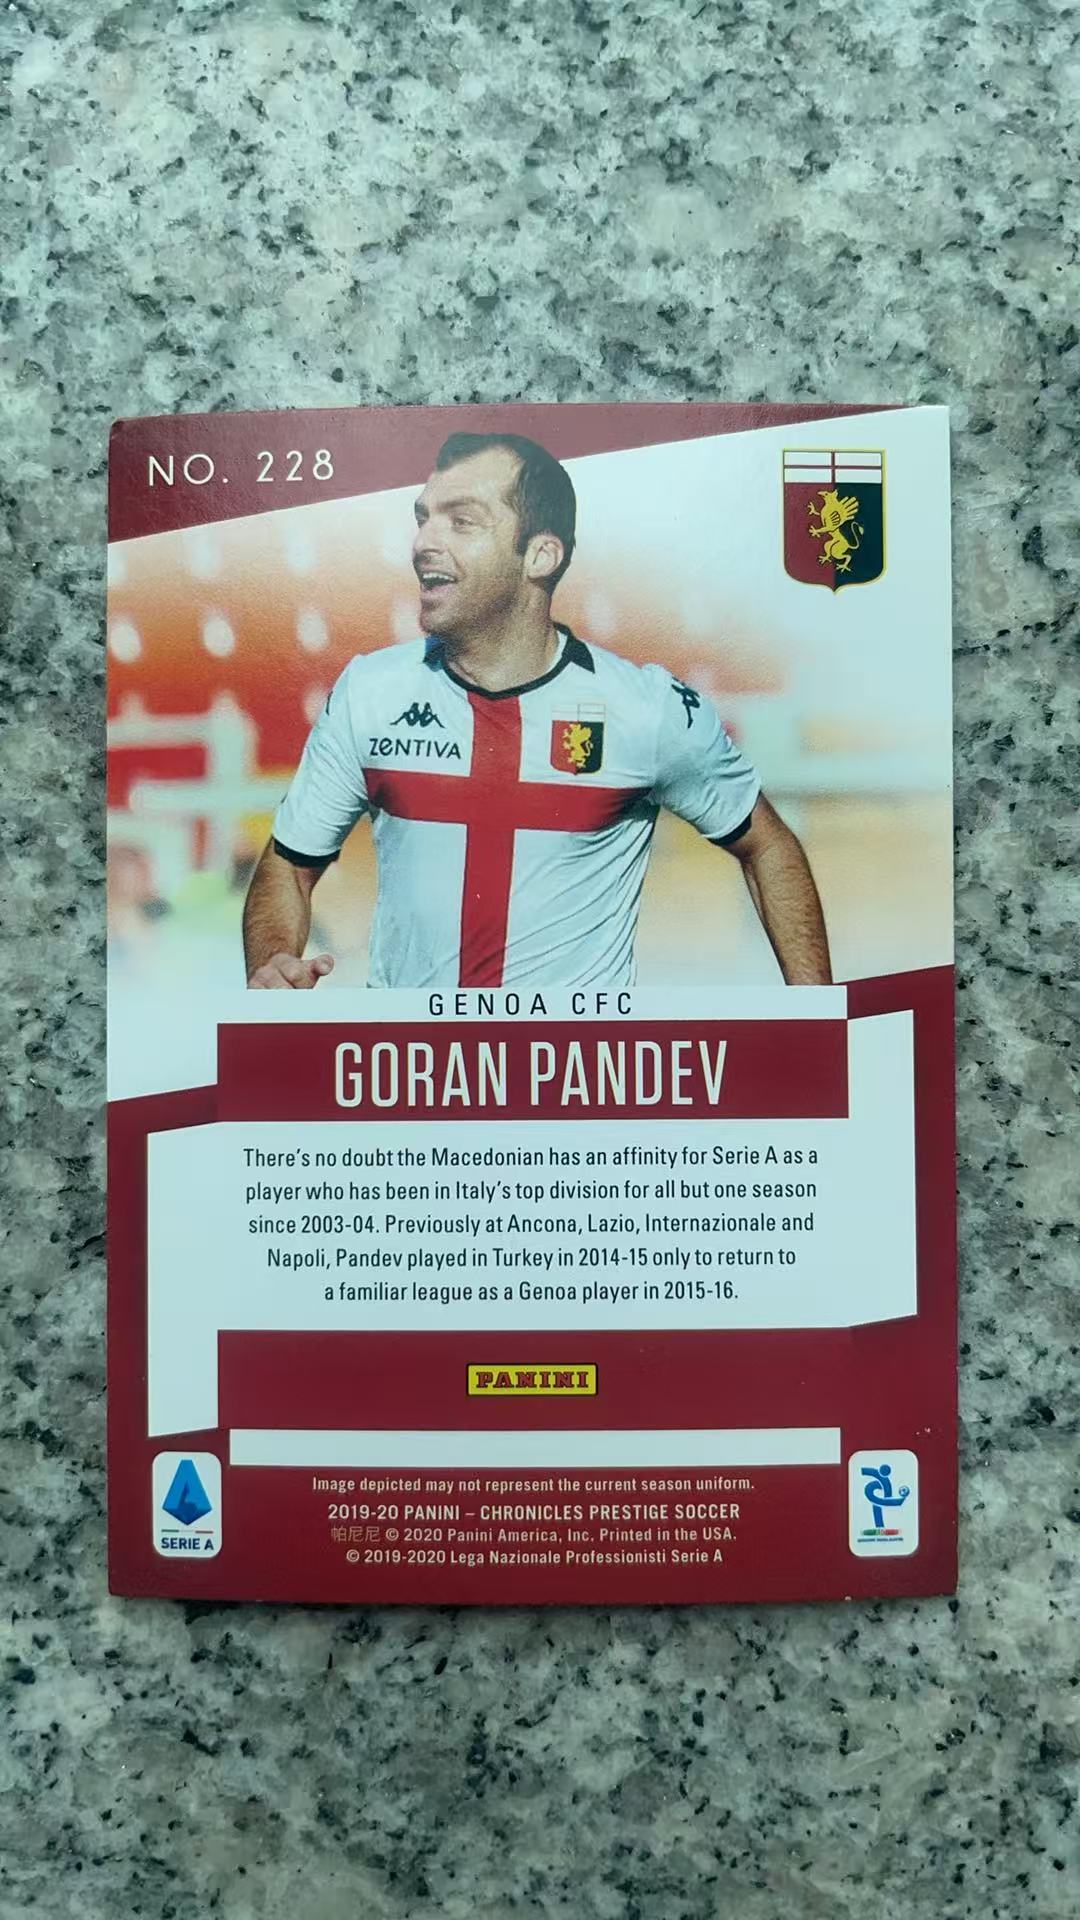 NO. 228
ZENTIVA
GENOA CFC
GORAN PANDEV
There's no doubt the Macedonian has an affinity for Serie A as a
player who has been in Italy's top division for all but one season
since 2003-04. Previously at Ancona, Lazio, Internazionale and
Napoli, Pandev played in Turkey in 2014-15 only to return to
a familiar league as a Genoa player in 2015-16.
PANINI
Image depicted may not represent the current season uniform.
2019-20 PANINI – CHRONICLES PRESTIGE SOCCER
帕尼尼 © 2020 Panini America, Inc. Printed in the USA.
© 2019-2020 Lega Nazionale Professionisti Serie A
SERIE A